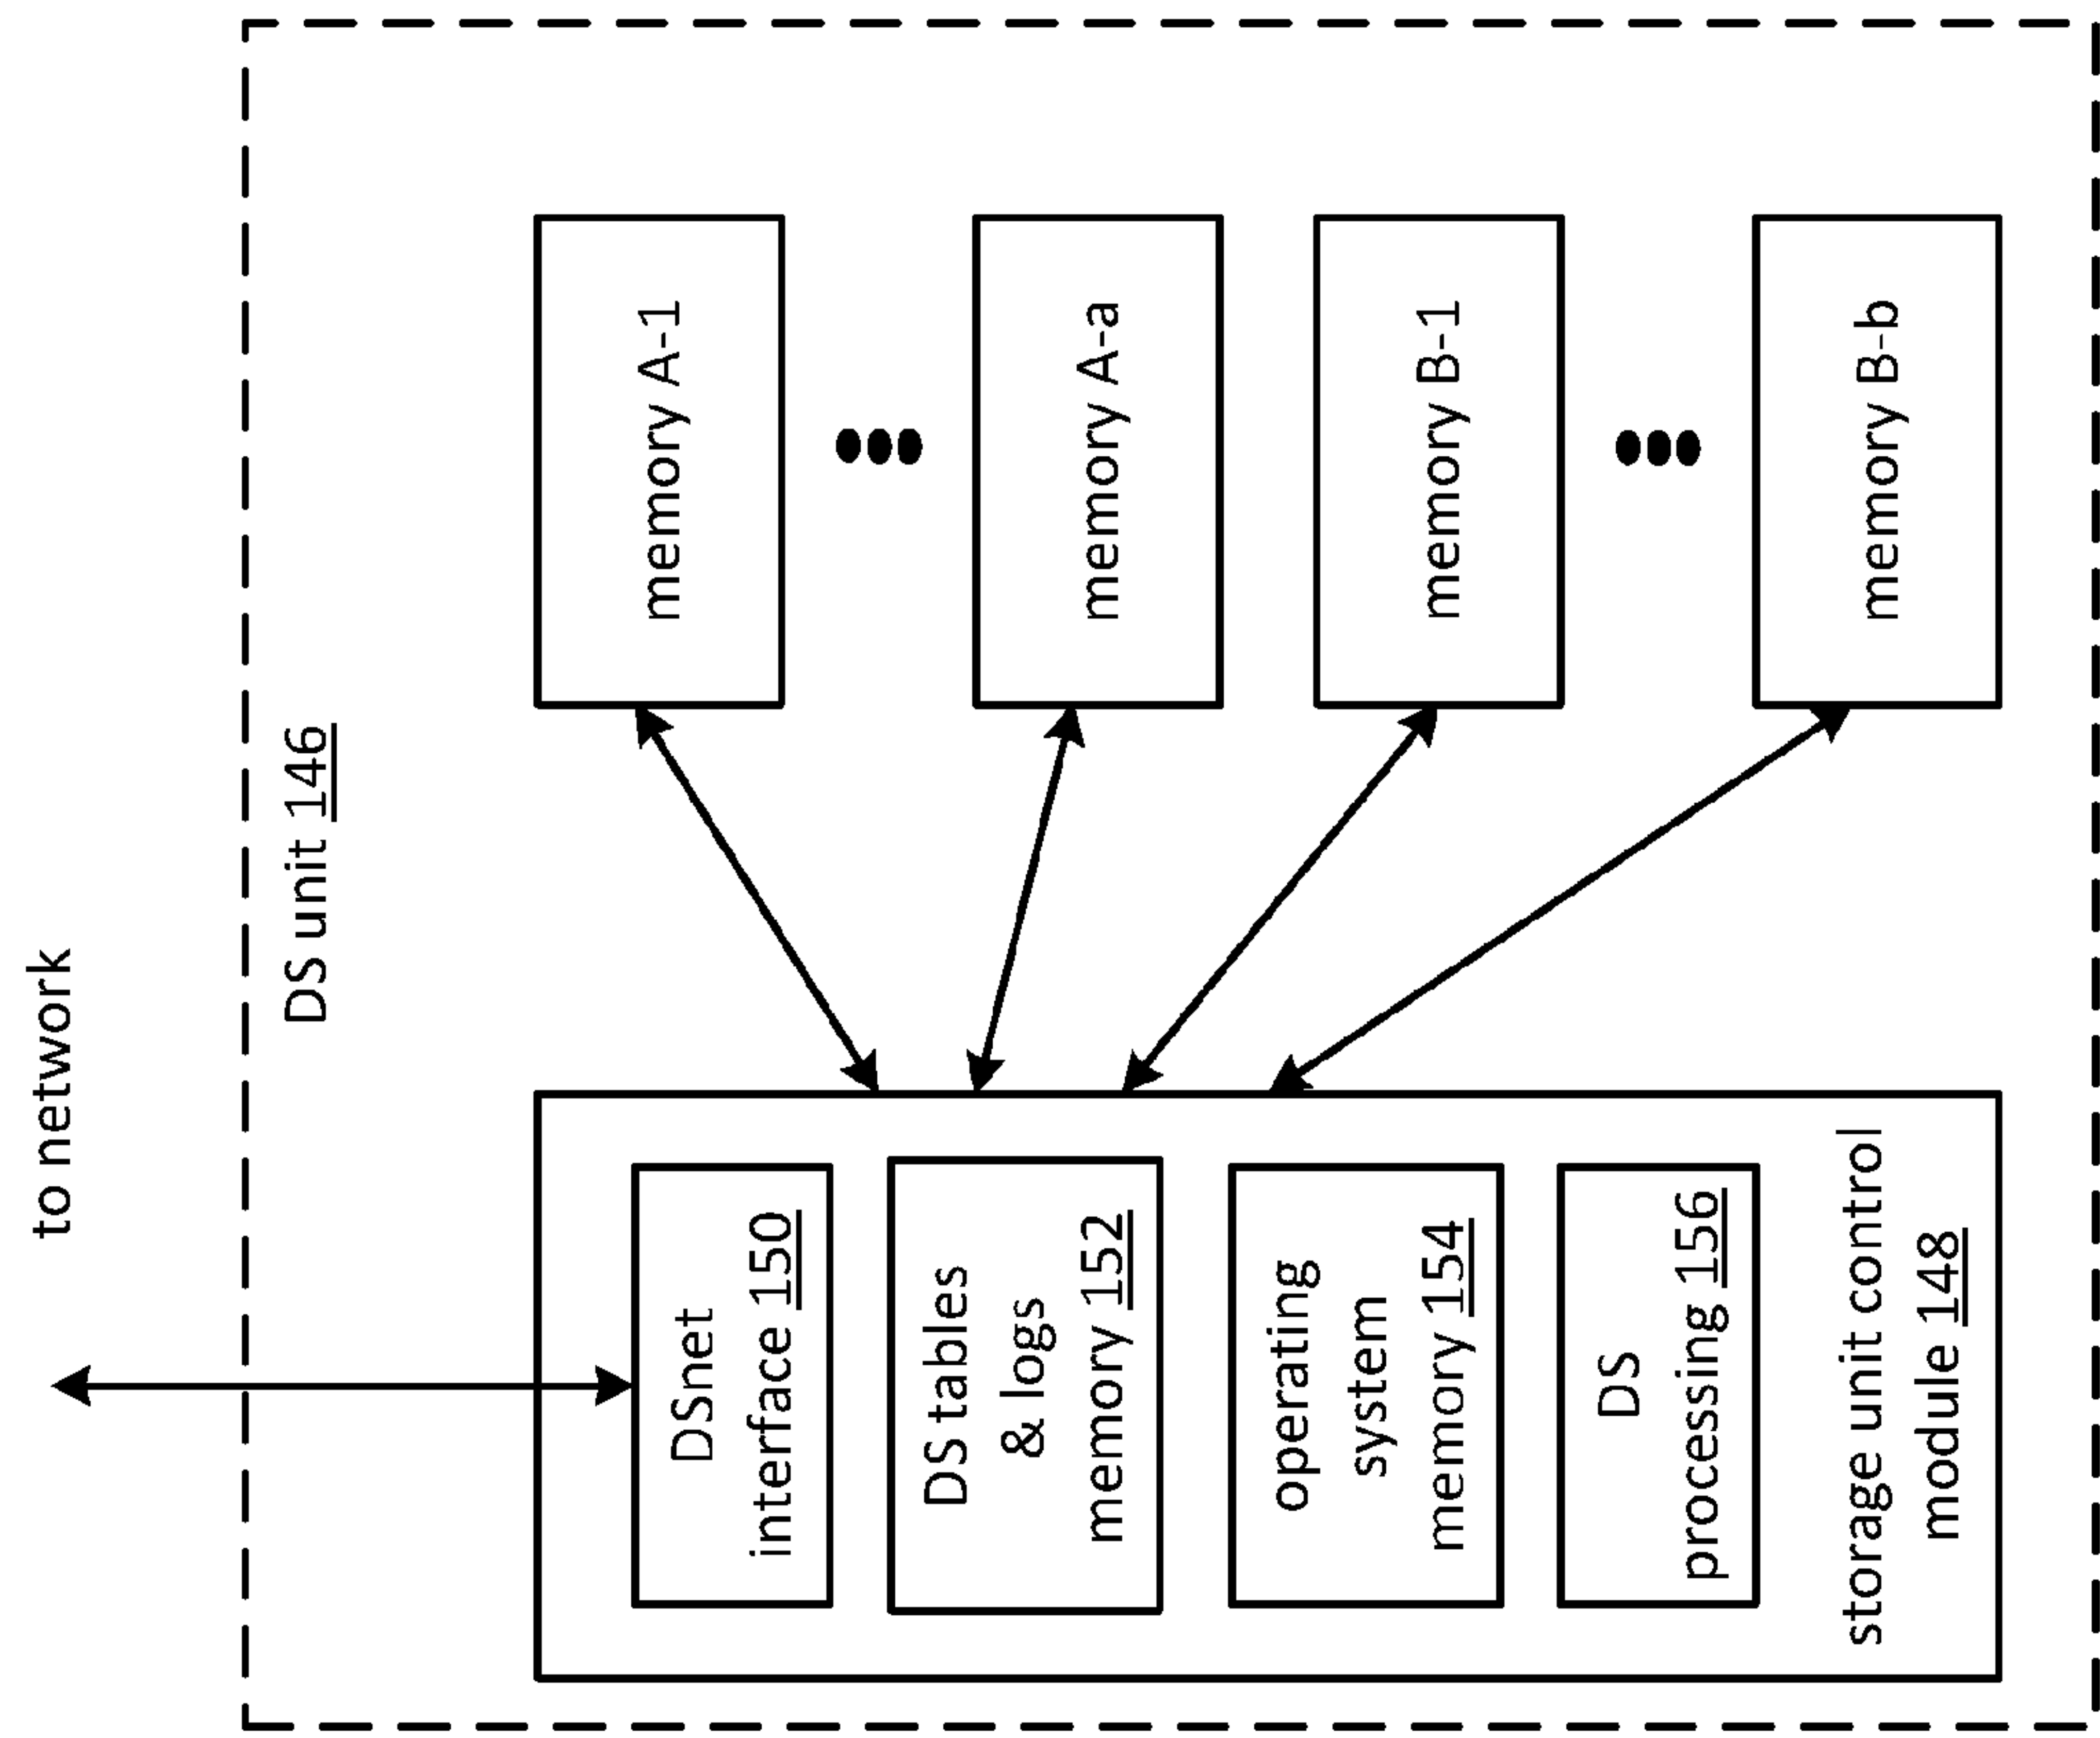 to network
DS unit 146
DSnet
interface 150
DS tables
& logs
memory 152
operating
system
memory 154
DS
processing 156
storage unit control
module 148
memory A-1
memory A-a
memory B-1
memory B-b